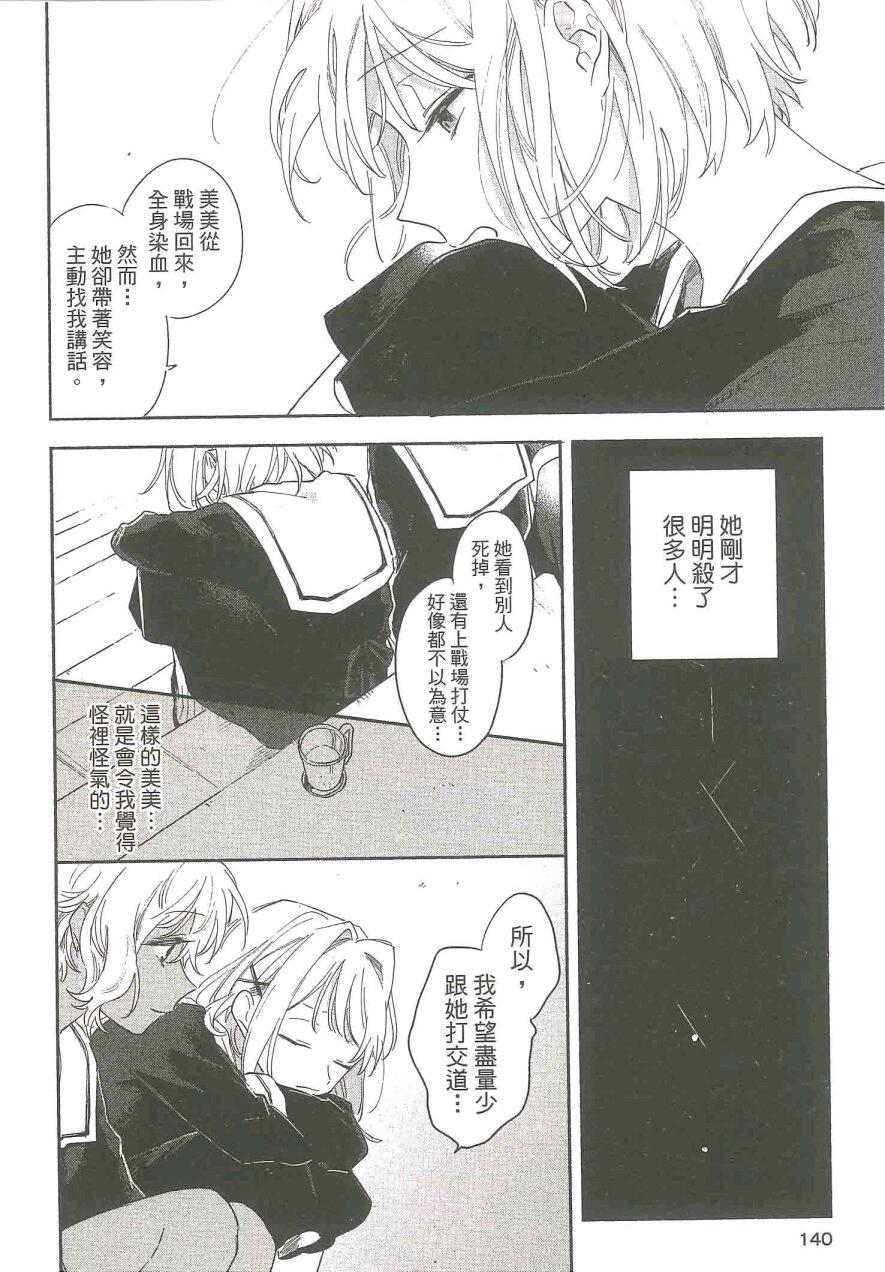 美美從
戰場回來，
全身染血，
然而…
她卻帶著笑容，
主動找我講話。
她剛才
明明殺了
很多人…
她看到別人
死掉，
還有上戰場打仗…
好像都不以為意…
這樣的美美…
就是會令我覺得
怪裡怪氣的…
所以，
我希望盡量少
跟她打交道…
140